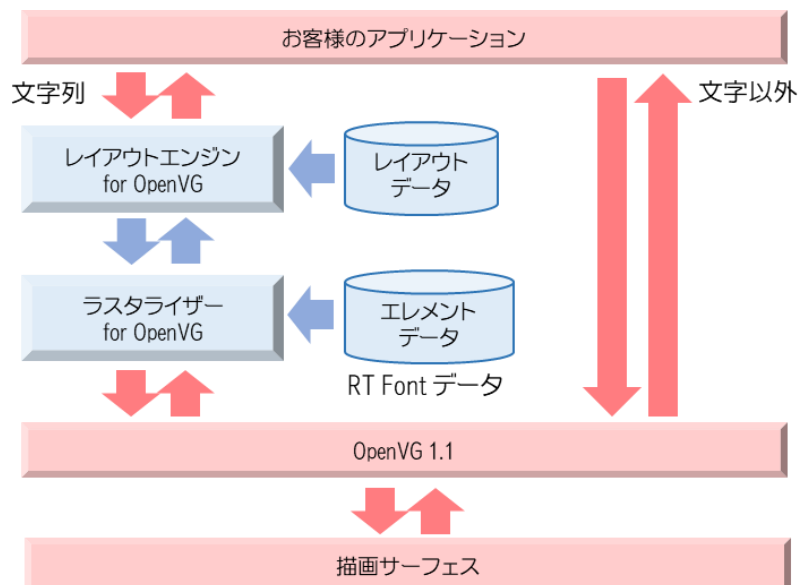 お客様のアプリケーション
文字列
文字以外
レイアウトエンジン
for OpenVG
レイアウト
データ
ラスタライザー
for OpenVG
エレメント
データ
RT Font データ
OpenVG 1.1
描画サーフェス